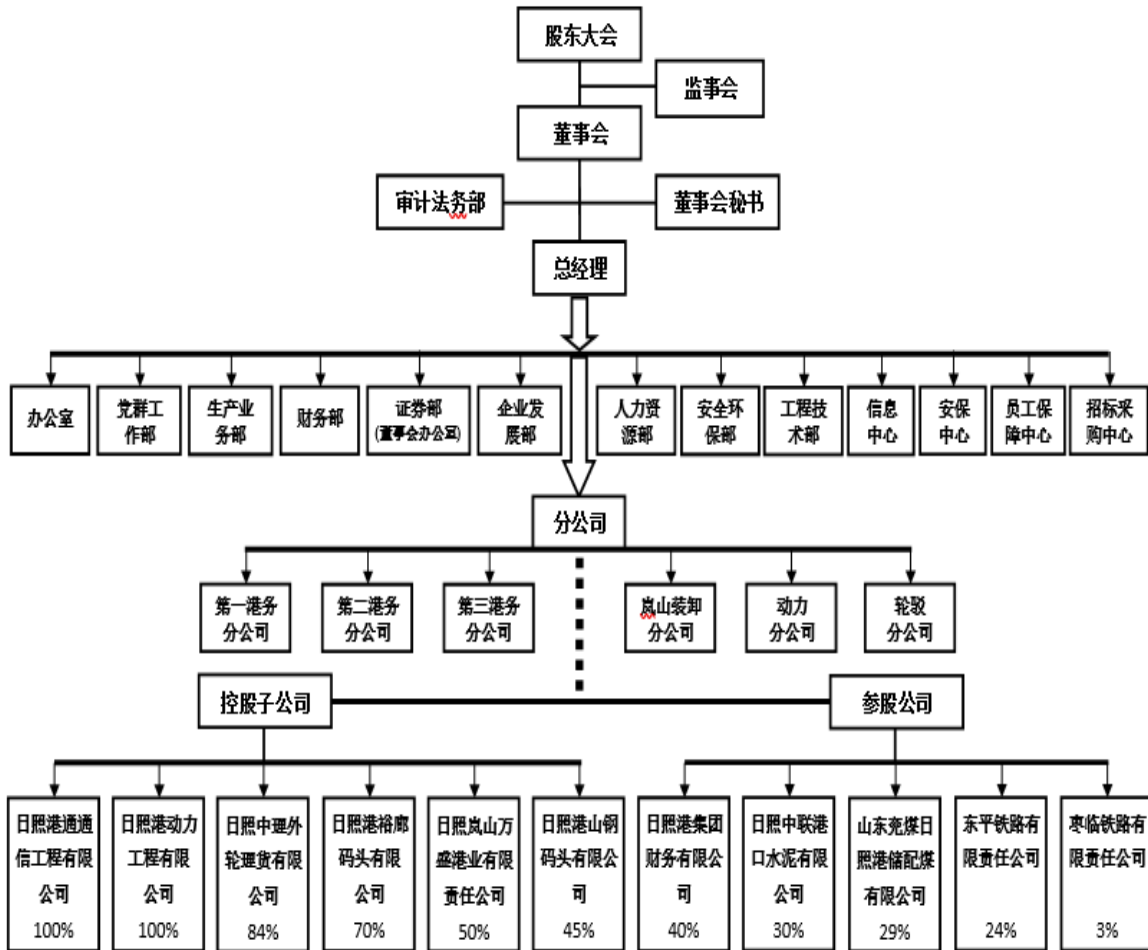 股东大会
监事会
董事会
审计法务部
董事会秘书
总经理
办公室
党群工
作部
生产业
务部
财务部
证券部
(董事会办公室)
企业发
展部
人力资
源部
安全环
保部
工程技
术部
信息
中心
安保
中心
员工保
障中心
招标采
购中心
分公司
第一港务
分公司
第二港务
分公司
第三港务
分公司
岚山装卸
分公司
动力
分公司
轮驳
分公司
控股子公司
参股公司
日照港通通
信工程有限
公司
100%
日照港动力
工程有限
公司
100%
日照中理外
轮理货有限
公司
84%
日照港裕廊
码头有限公
司
70%
日照岚山万
盛港业有限
责任公司
50%
日照港山钢
码头有限公
司
45%
日照港集团
财务有限公
司
40%
日照中联港
口水泥有限
公司
30%
山东兖煤日
照港储配煤
有限公司
29%
东平铁路有
限责任公司
24%
枣临铁路有
限责任公司
3%